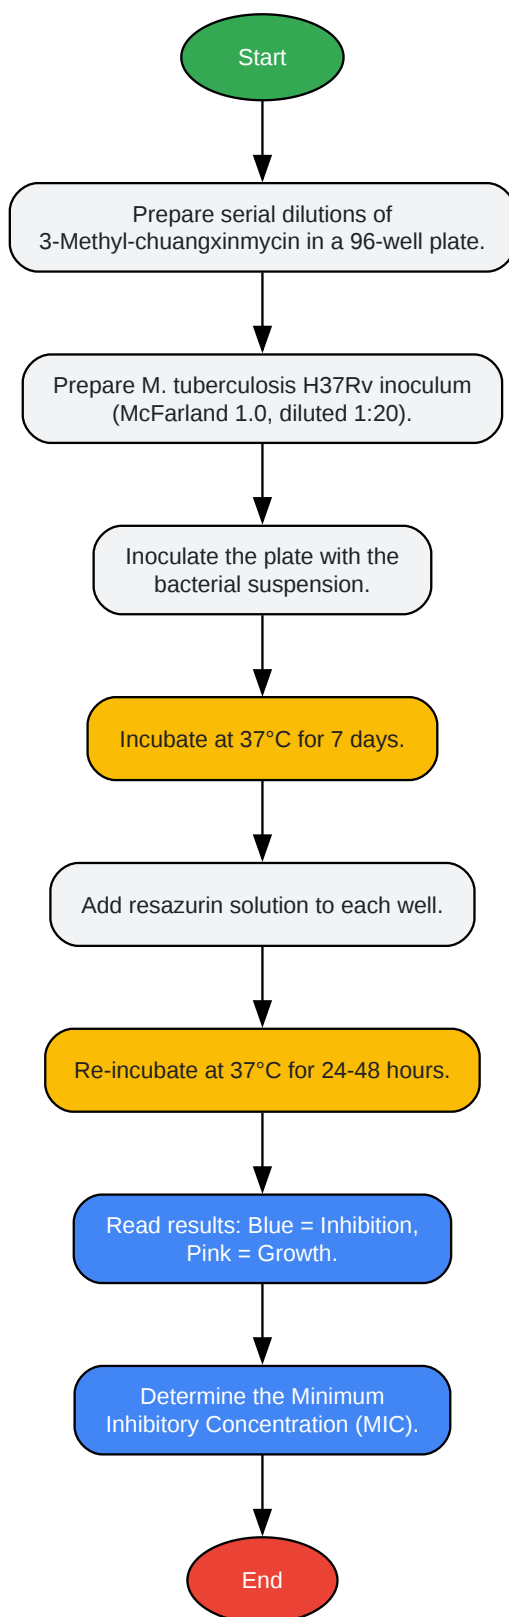 Start
Prepare serial dilutions of
3-Methyl-chuangxinmycin in a 96-well plate.
Prepare M. tuberculosis H37Rv inoculum
(McFarland 1.0, diluted 1:20).
Inoculate the plate with the
bacterial suspension.
Incubate at 37°C for 7 days.
Add resazurin solution to each well.
Re-incubate at 37°C for 24-48 hours.
Read results: Blue = Inhibition,
Pink = Growth.
Determine the Minimum
Inhibitory Concentration (MIC).
End